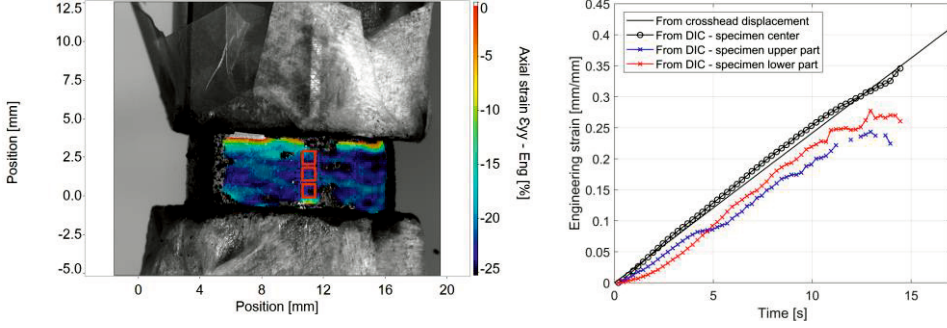 12.5
10.0
7.5
5.0
2.5
0.0
-2.5
-5.0
Position [mm]
0 4 8 12 16 20
Position [mm]
0
-5
-10
-15
-20
-25
Axial strain Ɛyy - Eng [%]
0.45
0.4
0.35
0.3
0.25
0.2
0.15
0.1
0.05
0
Engineering strain [mm/mm]
From crosshead displacement
From DIC - specimen center
From DIC - specimen upper part
From DIC - specimen lower part
0 5 10 15
Time [s]